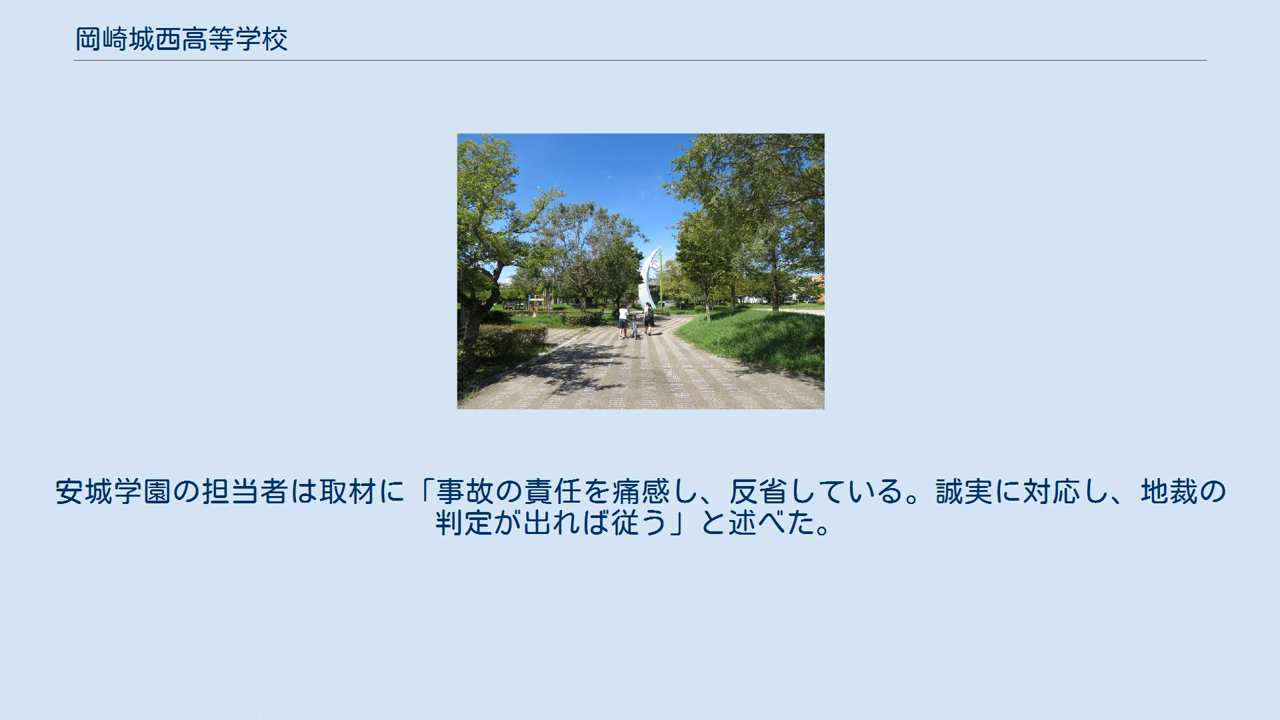 岡崎城西高等学校
安城学園の担当者は取材に「事故の責任を痛感し、反省している。誠実に対応し、地裁の
判定が出れば従う」と述べた。